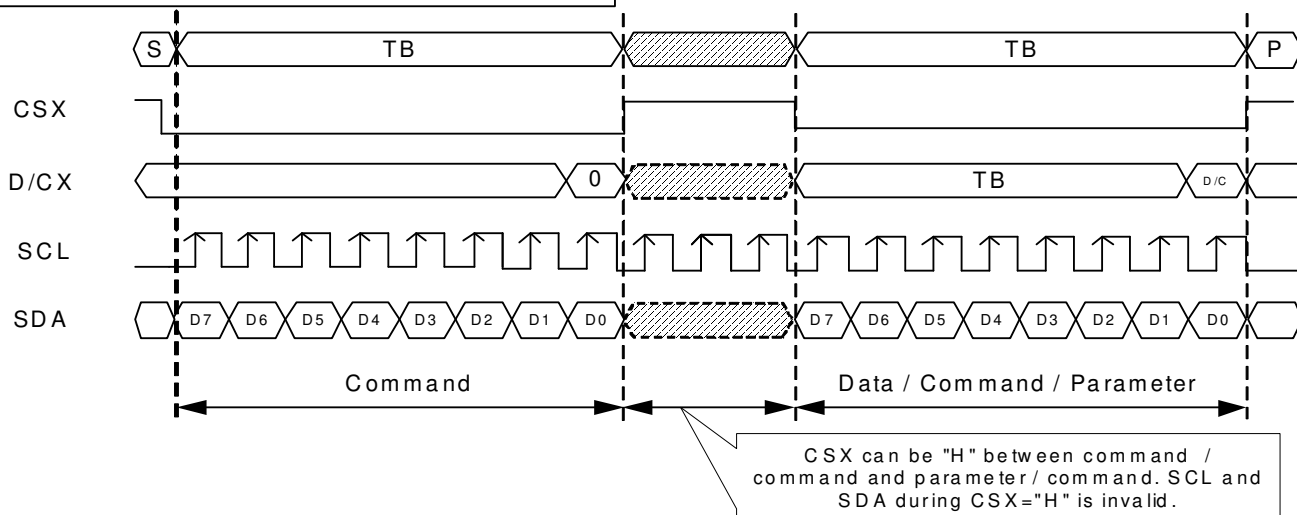 S TB TB P
CSX
D/CX 0 TB D/C
SCL
SDA D7 D6 D5 D4 D3 D2 D1 D0 D7 D6 D5 D4 D3 D2 D1 D0
Command Data / Command / Parameter
CSX can be "H" between command /
command and parameter / command. SCL and
SDA during CSX="H" is invalid.